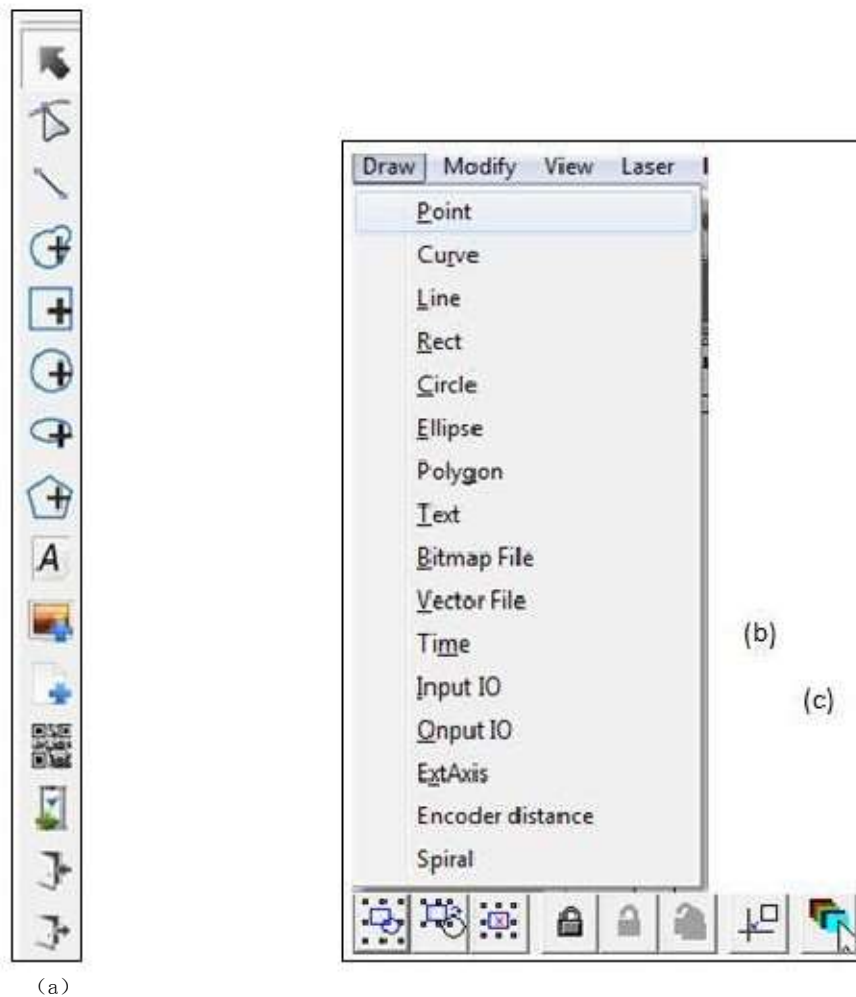 Draw Modify View Laser
Point
Curve
Line
Rect
Circle
Ellipse
Polygon
Text
Bitmap File
Vector File
Time
Input IO
Onput IO
ExtAxis
Encoder distance
Spiral
A
(b)
(c)
(a)